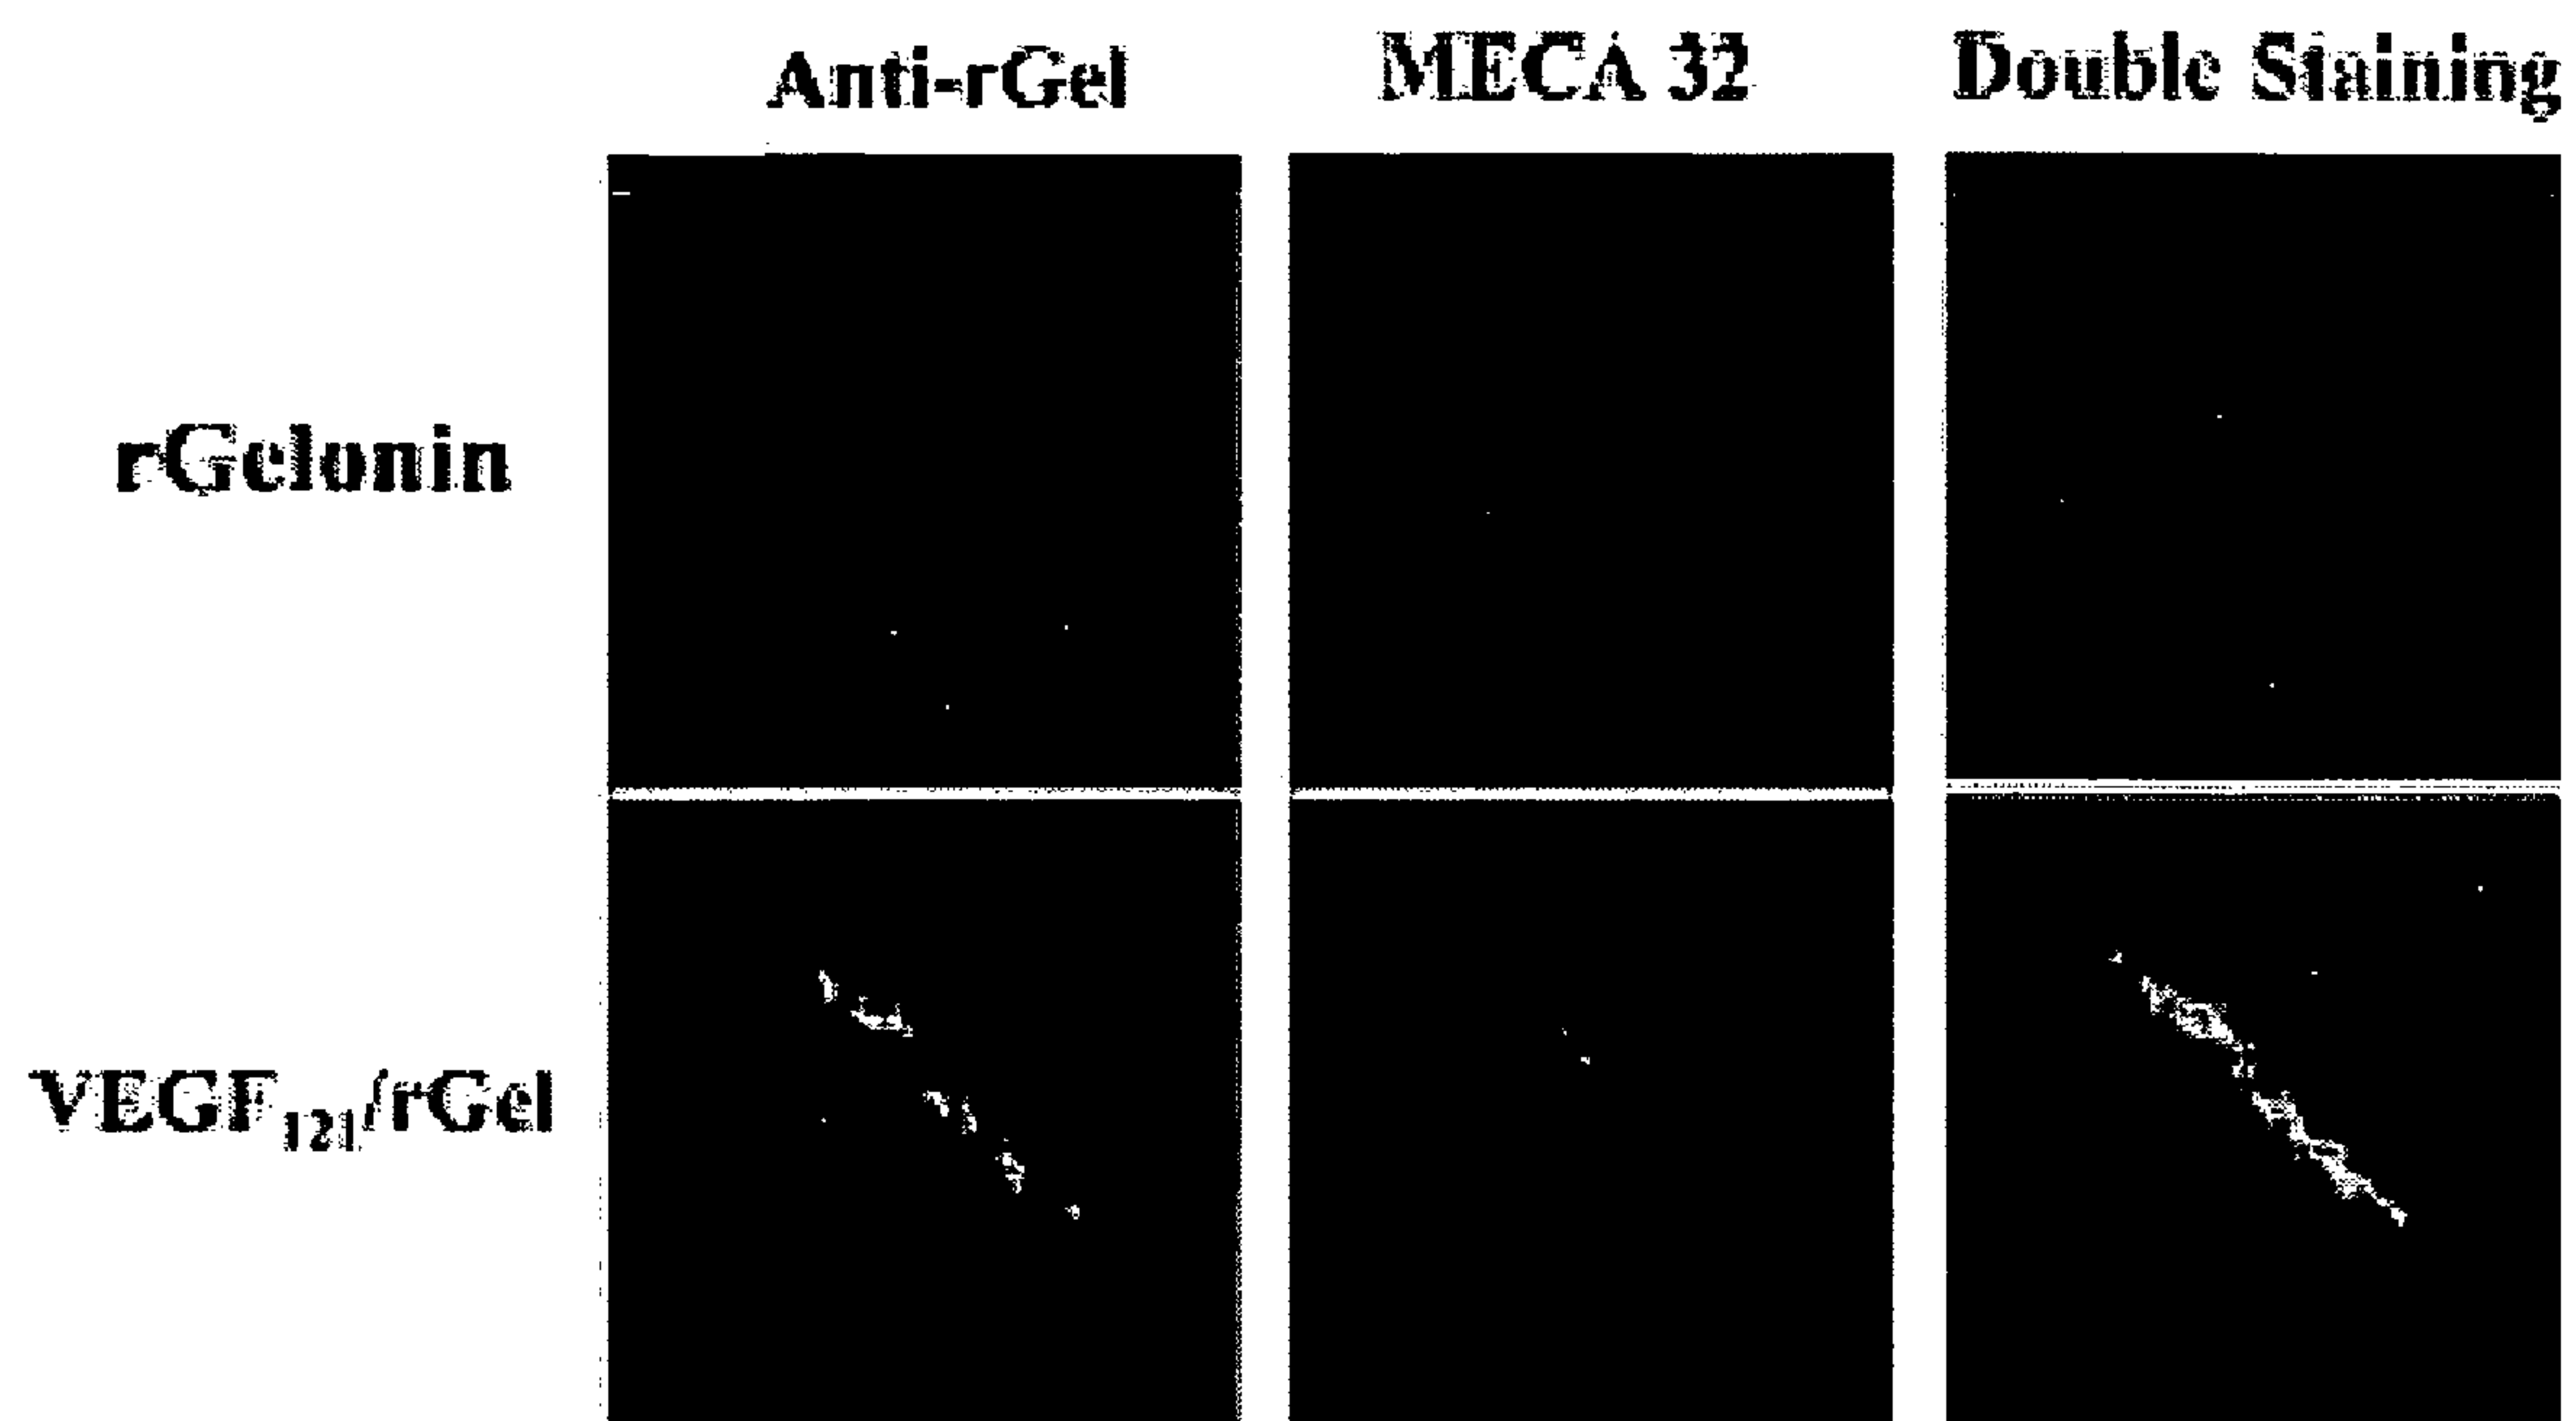 Anti-rGel MECA 32 Double Staining
rGelonin
VEGF₁₂₁/rGel